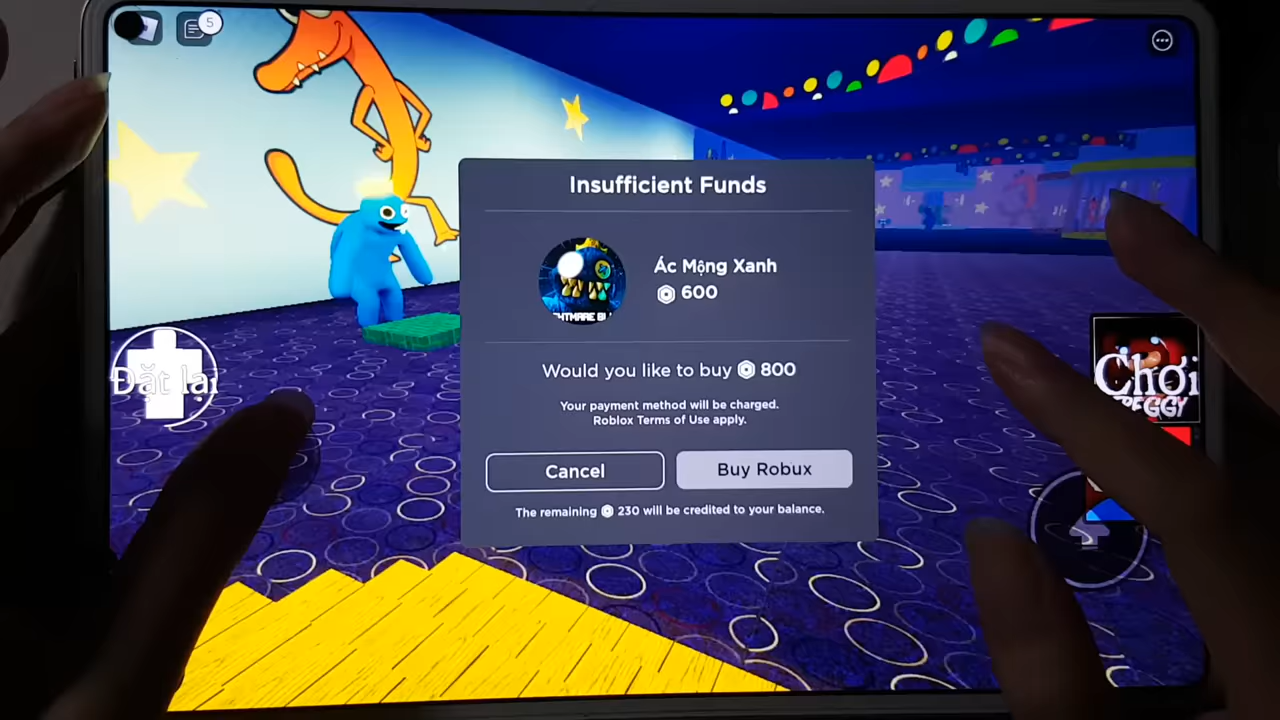 5
Insufficient Funds
Ác Mộng Xanh
600
Would you like to buy 800
Your payment method will be charged.
Roblox Terms of Use apply.
Cancel
Buy Robux
The remaining 230 will be credited to your balance.
Đặt lại
Chơi